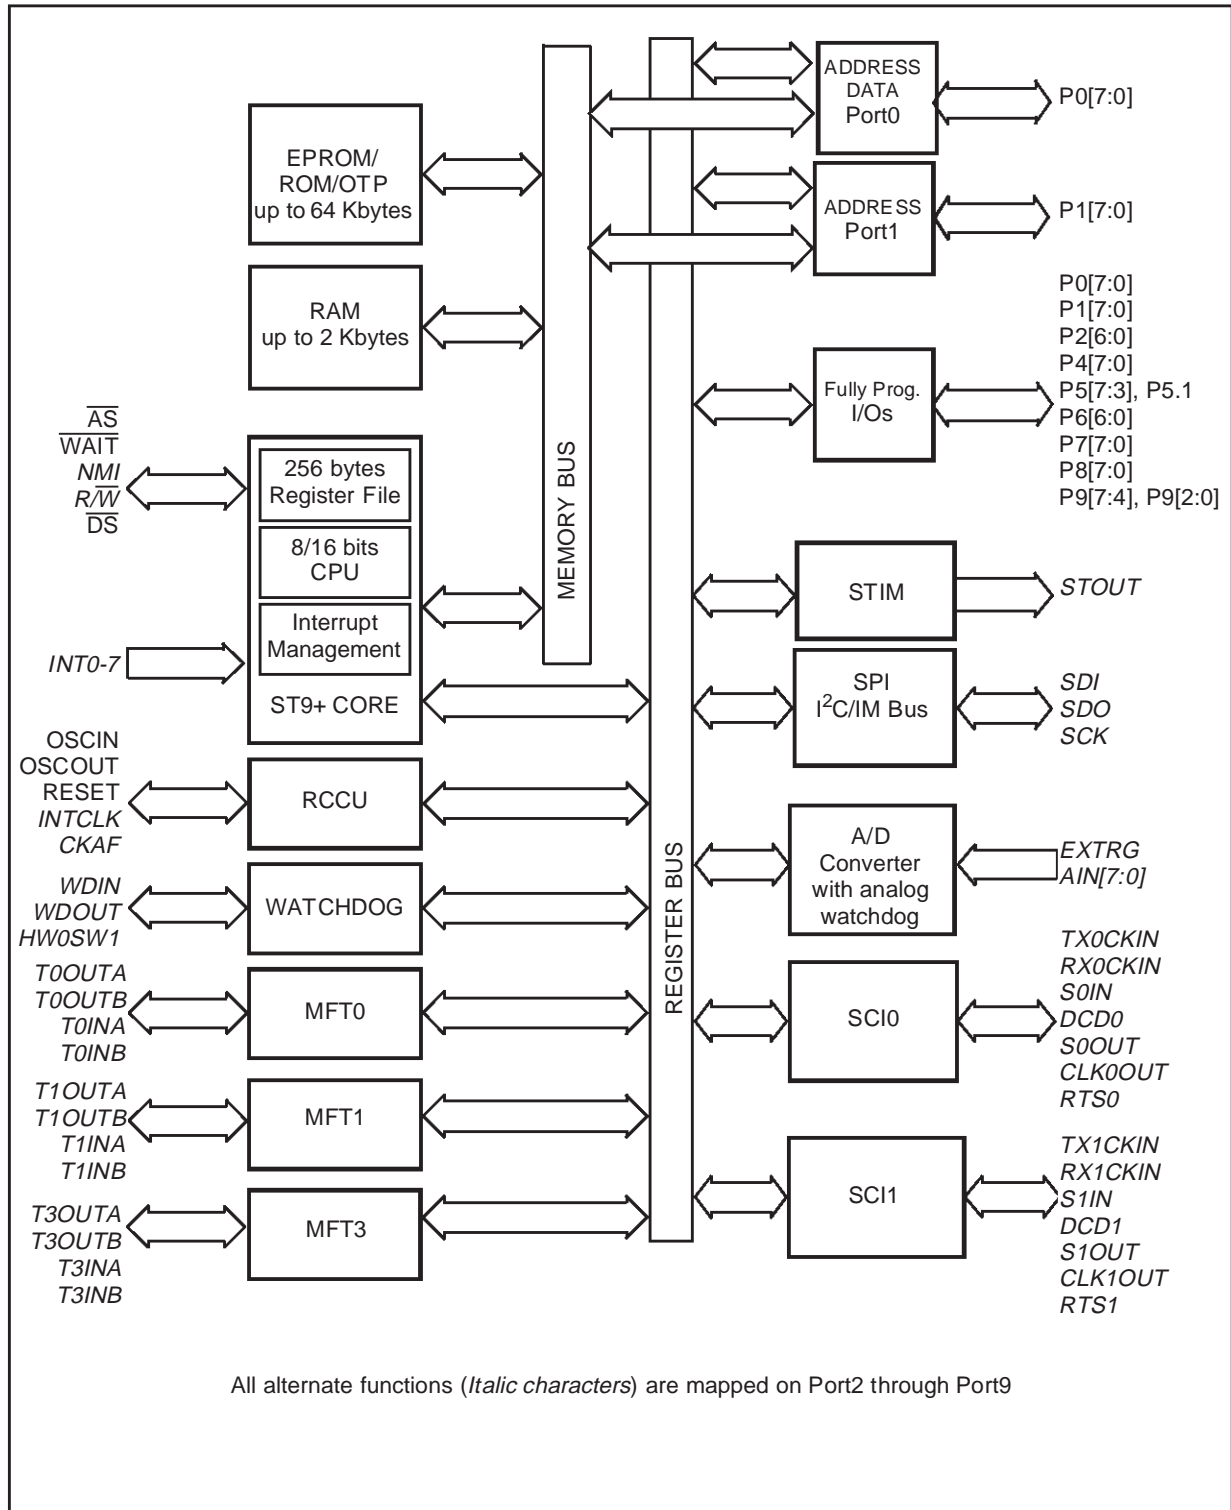 ADDRESS
DATA
Port0
P0[7:0]
EPROM/
ROM/OTP
up to 64 Kbytes
ADDRESS
Port1
P1[7:0]
RAM
up to 2 Kbytes
Fully Prog.
I/Os
P0[7:0]
P1[7:0]
P2[6:0]
P4[7:0]
P5[7:3], P5.1
P6[6:0]
P7[7:0]
P8[7:0]
P9[7:4], P9[2:0]
AS
WAIT
NMI
R/W
DS
256 bytes
Register File
8/16 bits
CPU
Interrupt
Management
ST9+ CORE
INT0-7
MEMORY BUS
REGISTER BUS
STIM
STOUT
SPI
I2C/IM Bus
SDI
SDO
SCK
OSCIN
OSCOUT
RESET
INTCLK
CKAF
RCCU
A/D
Converter
with analog
watchdog
EXTRG
AIN[7:0]
WDIN
WDOUT
HW0SW1
WATCHDOG
T0OUTA
T0OUTB
T0INA
T0INB
MFT0
SCI0
TX0CKIN
RX0CKIN
S0IN
DCD0
S0OUT
CLK0OUT
RTS0
T1OUTA
T1OUTB
T1INA
T1INB
MFT1
SCI1
TX1CKIN
RX1CKIN
S1IN
DCD1
S1OUT
CLK1OUT
RTS1
T3OUTA
T3OUTB
T3INA
T3INB
MFT3
All alternate functions (Italic characters) are mapped on Port2 through Port9